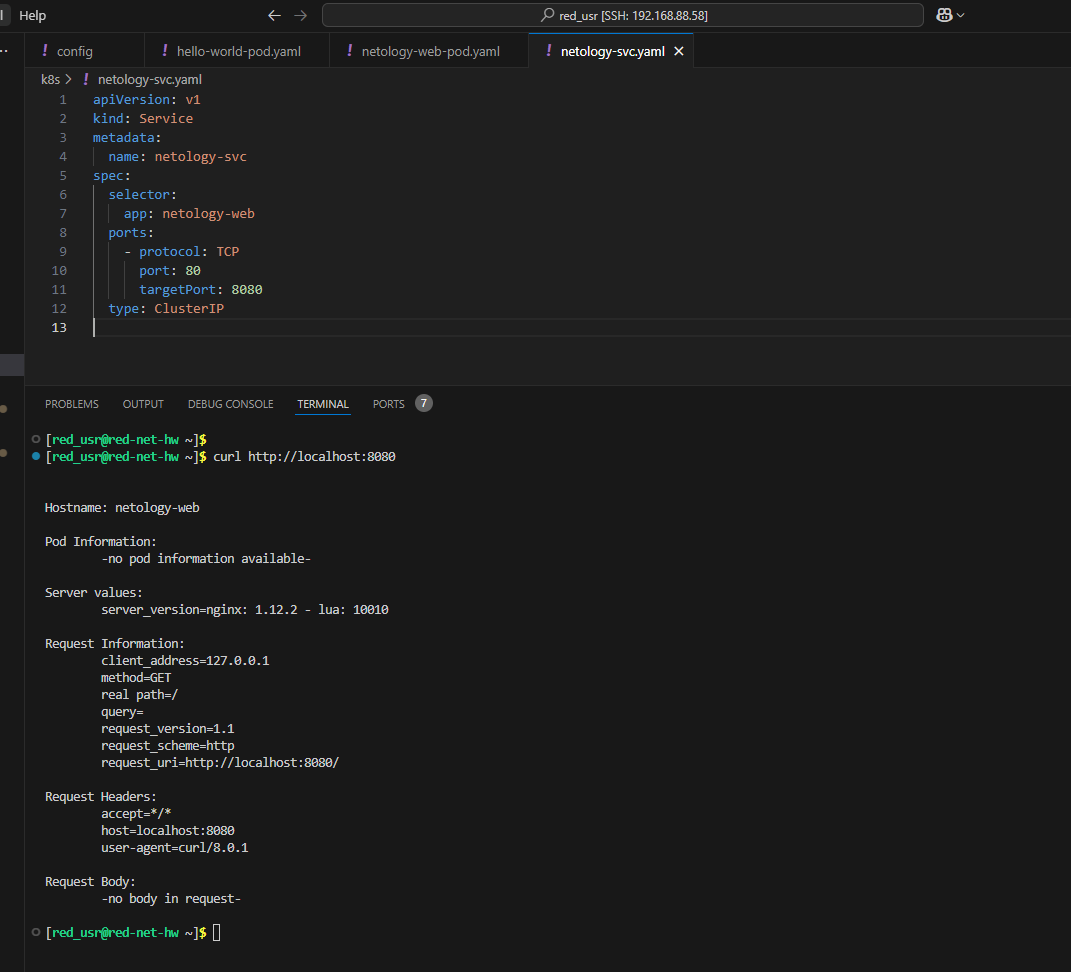 Help
red_usr [SSH: 192.168.88.58]
config
hello-world-pod.yaml
netology-web-pod.yaml
netology-svc.yaml
k8s > ! netology-svc.yaml
1 apiVersion: v1
2 kind: Service
3 metadata:
4   name: netology-svc
5 spec:
6   selector:
7     app: netology-web
8   ports:
9     - protocol: TCP
10       port: 80
11       targetPort: 8080
12   type: ClusterIP
13
PROBLEMS OUTPUT DEBUG CONSOLE TERMINAL PORTS 7
[red_usr@red-net-hw ~]$
[red_usr@red-net-hw ~]$ curl http://localhost:8080
Hostname: netology-web
Pod Information:
-no pod information available-
Server values:
server_version=nginx: 1.12.2 - lua: 10010
Request Information:
client_address=127.0.0.1
method=GET
real path=/
query=
request_version=1.1
request_scheme=http
request_uri=http://localhost:8080/
Request Headers:
accept=*/*
host=localhost:8080
user-agent=curl/8.0.1
Request Body:
-no body in request-
[red_usr@red-net-hw ~]$